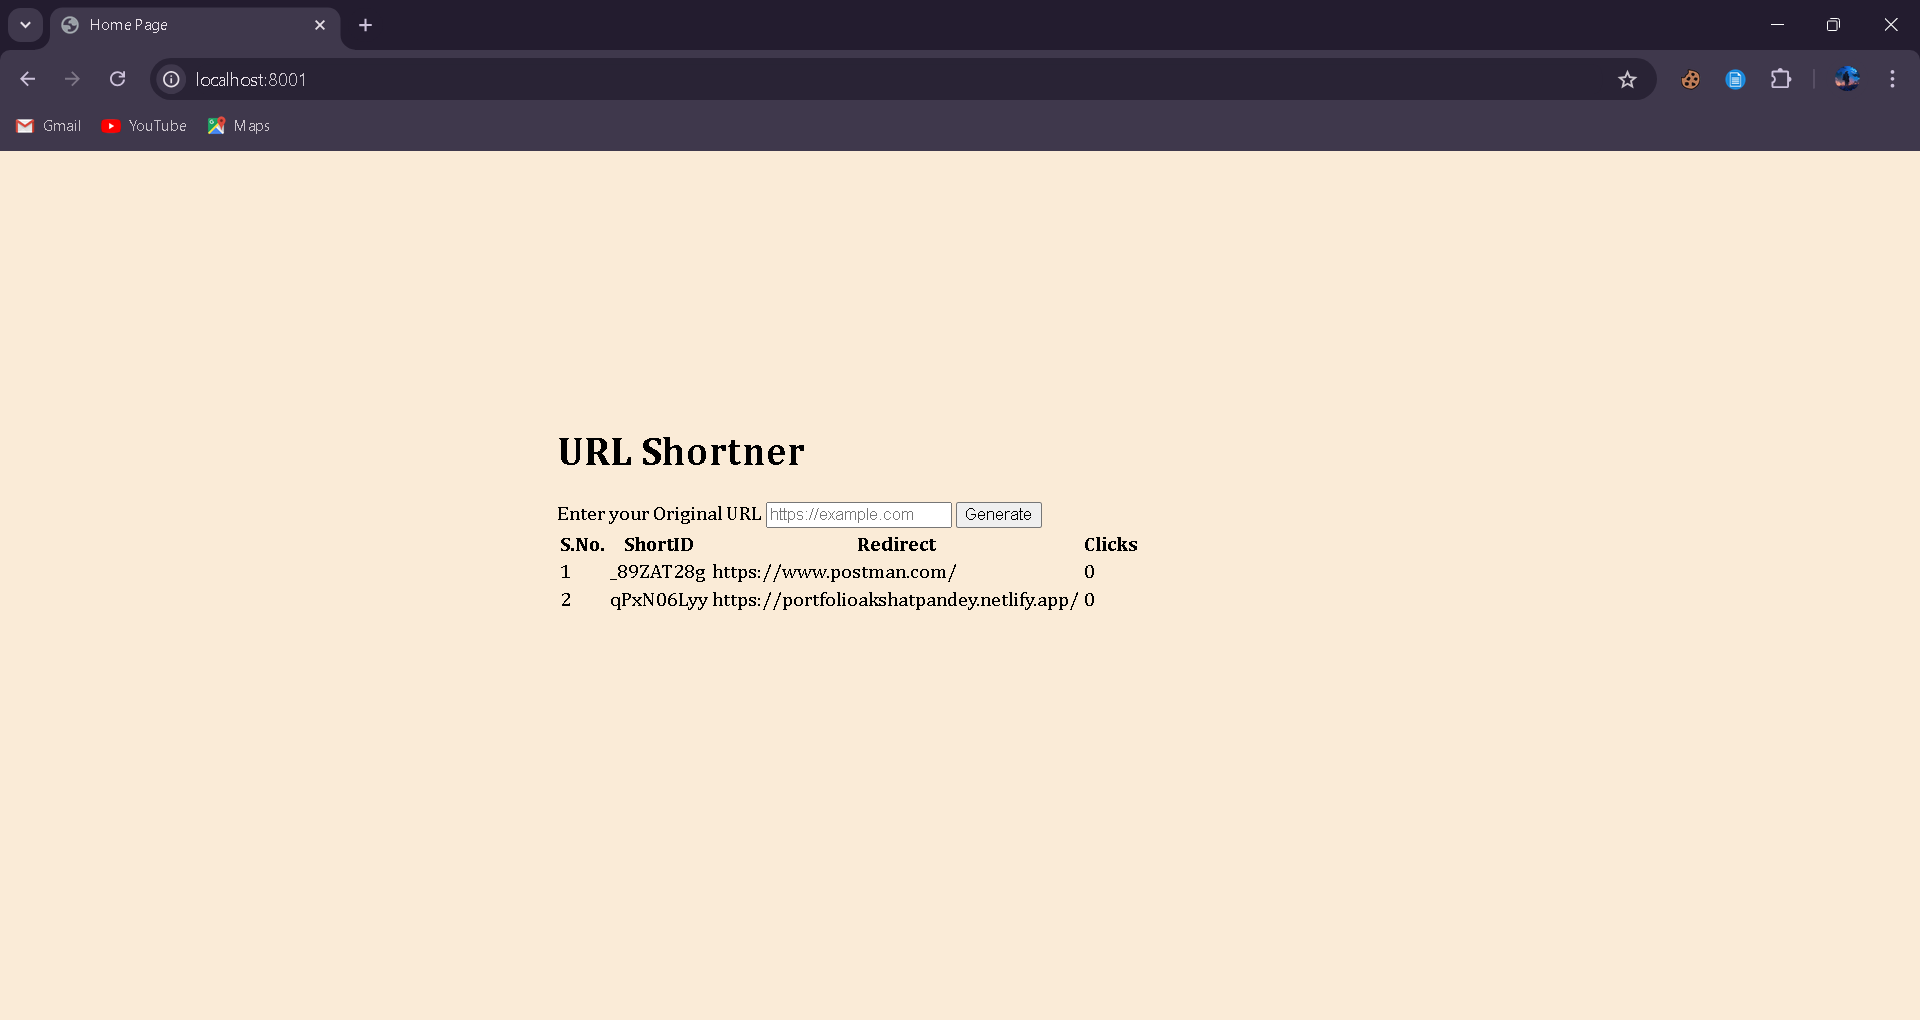 Home Page
localhost:8001
Gmail YouTube Maps
URL Shortner
Enter your Original URL https://example.com Generate
S.No. ShortID Redirect Clicks
1 _89ZAT28g https://www.postman.com/ 0
2 qPxN06Lyy https://portfolioakshatpandey.netlify.app/ 0